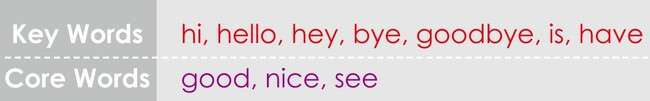 Key Words hi, hello, hey, bye, goodbye, is, have
Core Words good, nice, see